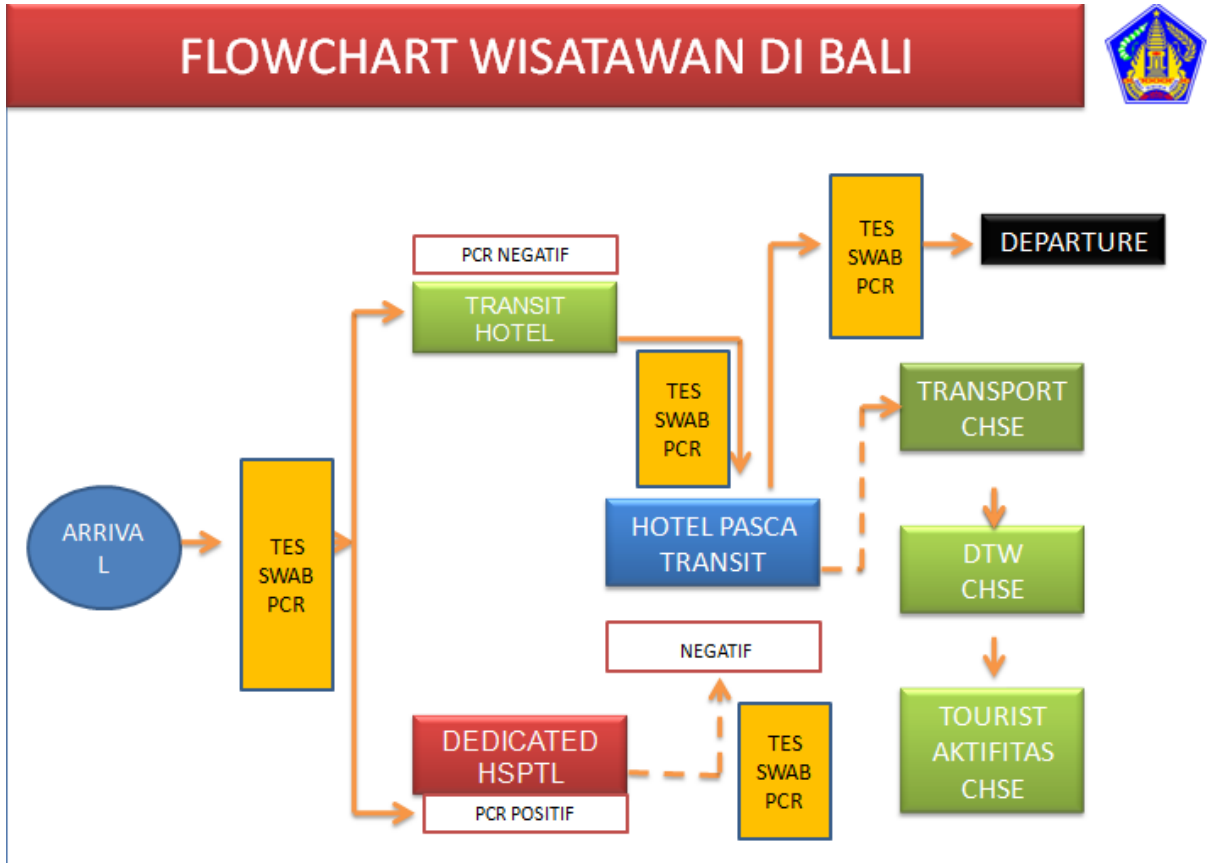 FLOWCHART WISATAWAN DI BALI
ARRIVA
L
TES
SWAB
PCR
PCR NEGATIF
TRANSIT
HOTEL
TES
SWAB
PCR
HOTEL PASCA
TRANSIT
TES
SWAB
PCR
DEPARTURE
TRANSPORT
CHSE
DTW
CHSE
TOURIST
AKTIFITAS
CHSE
DEDICATED
HSPTL
PCR POSITIF
NEGATIF
TES
SWAB
PCR